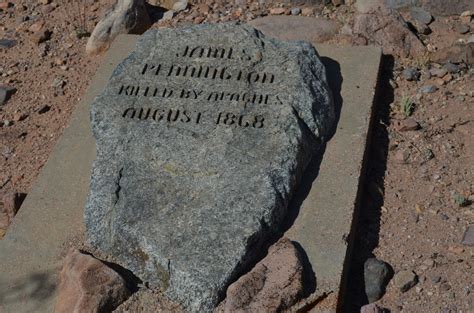 JAMES
PENNINGTON
KILLED BY APACHES
AUGUST 1868